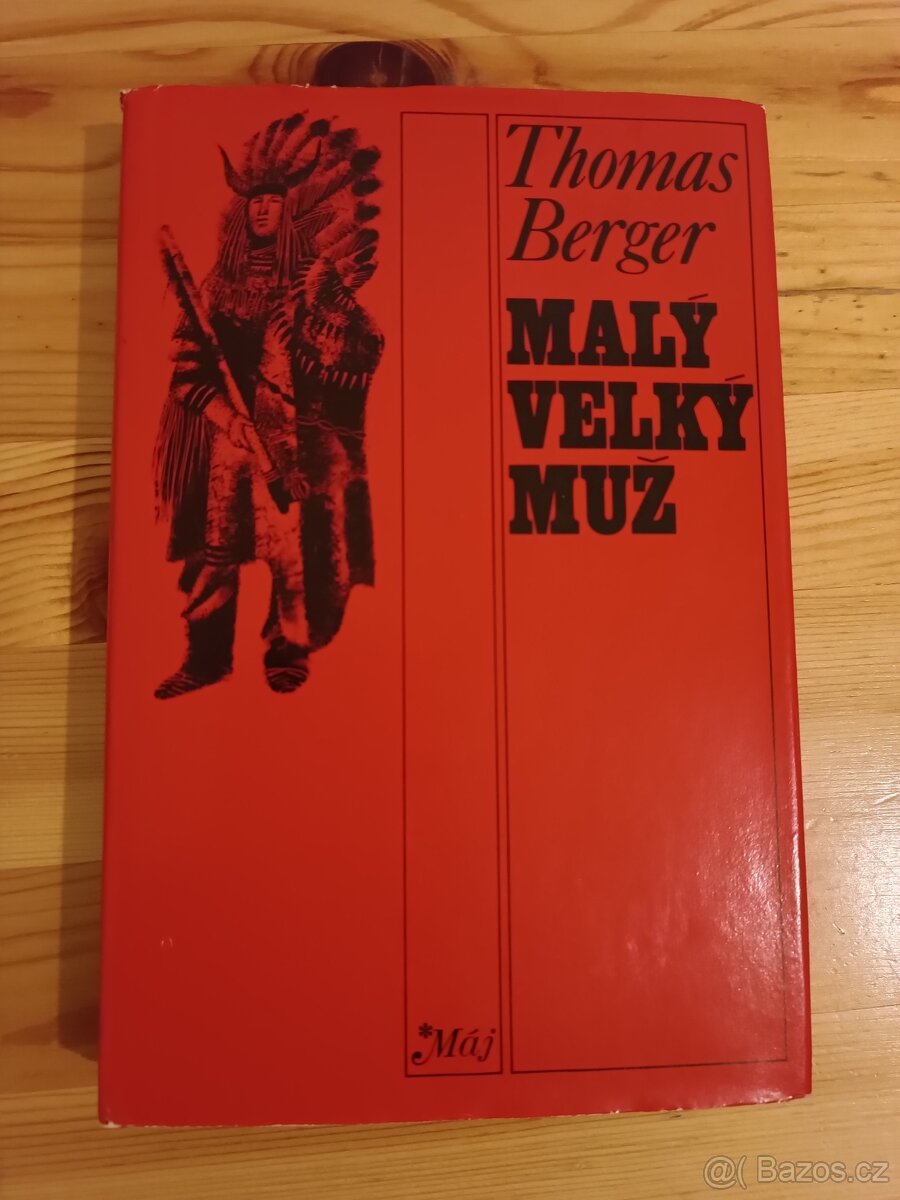 Thomas
Berger
MALÝ
VELKÝ
MUŽ
*Máj
@( Bazos.cz